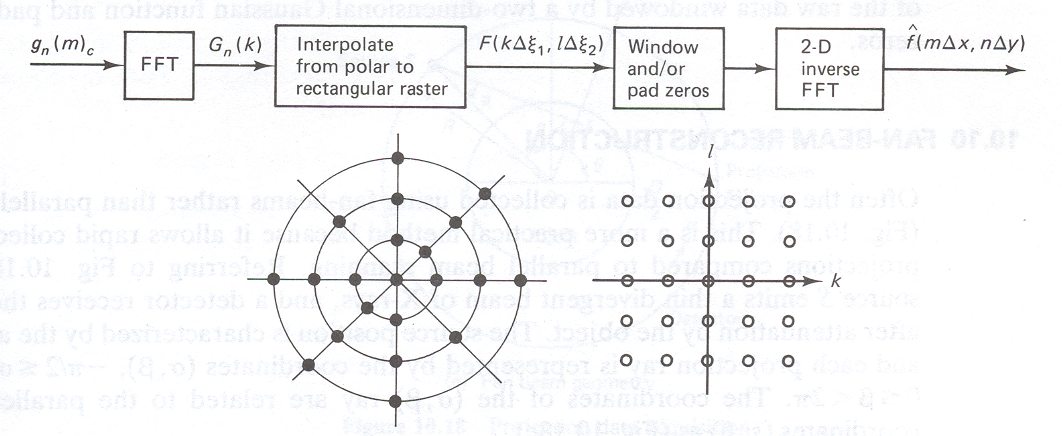 g_n(m)_c
FFT
G_n(k)
Interpolate
from polar to
rectangular raster
F(kΔξ₁, lΔξ₂)
Window
and/or
pad zeros
2-D
inverse
FFT
f̂(mΔx, nΔy)
l
k
of the raw data windowed by a two dimensional Gaussian function and pad
zeros.
10.10 FAN-BEAM RECONSTRUCTION
Often the projection data is collected using fan-beams rather than parallel
(Fig. 10.18). This is a more practical method because it allows rapid collec
projections compared to parallel beam scanning. Referring to Fig. 10.18
source S emits a thin divergent beam of X-rays, and a detector receives the
after attenuation by the object. The source position is characterized by the a
and each projection ray is represented by the coordinates (σ, β), −π/2 ≤ σ
β < 2π. The coordinates of the (σ, β) ray are related to the parallel